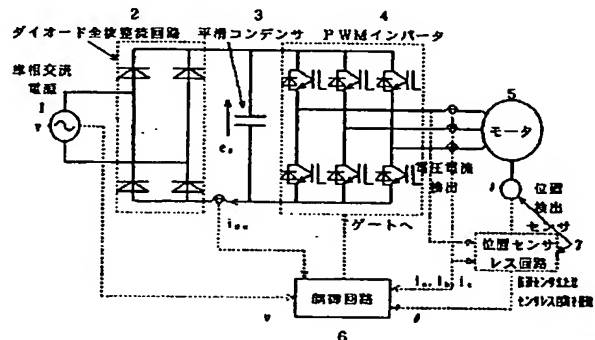 2
3
4
ダイオード全波整流回路
平滑コンデンサ
PWMインバータ
単相交流
電源
1
v
5
モータ
電圧電流
検出
位置
検出
センサ
7
位置センサ
レス回路
ゲートへ
制御回路
v
θ
6